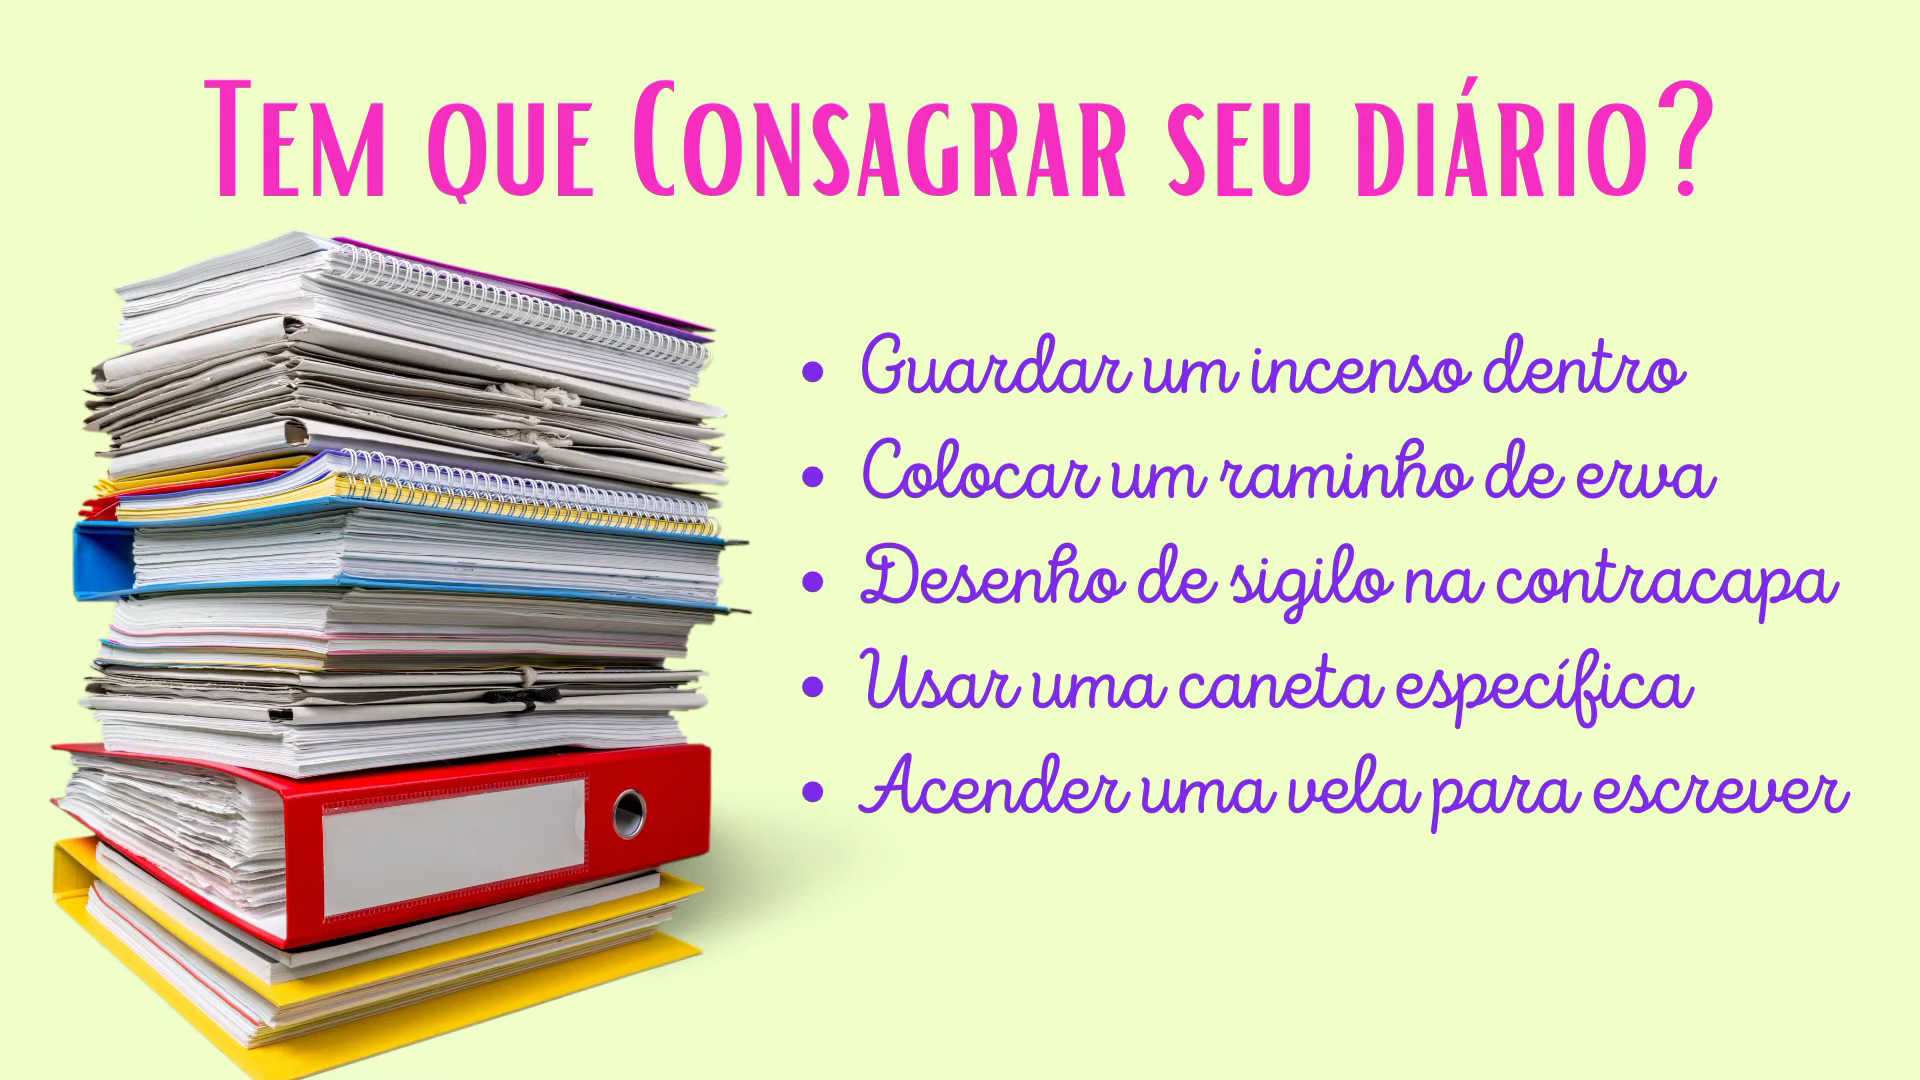 Tem que Consagrar seu diário?
• Guardar um incenso dentro
• Colocar um raminho de erva
• Desenho de sigilo na contracapa
• Usar uma caneta específica
• Acender uma vela para escrever